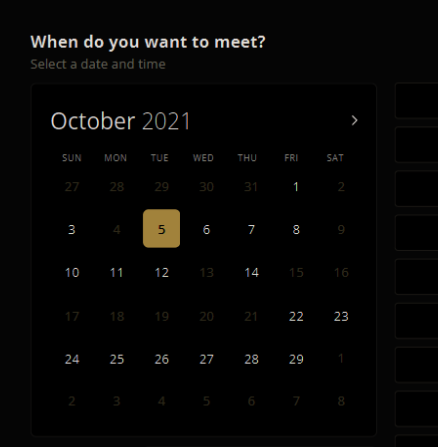 When do you want to meet?
Select a date and time
October 2021
SUN MON TUE WED THU FRI SAT
27 28 29 30 31 1 2
3 4 5 6 7 8 9
10 11 12 13 14 15 16
17 18 19 20 21 22 23
24 25 26 27 28 29 1
2 3 4 5 6 7 8